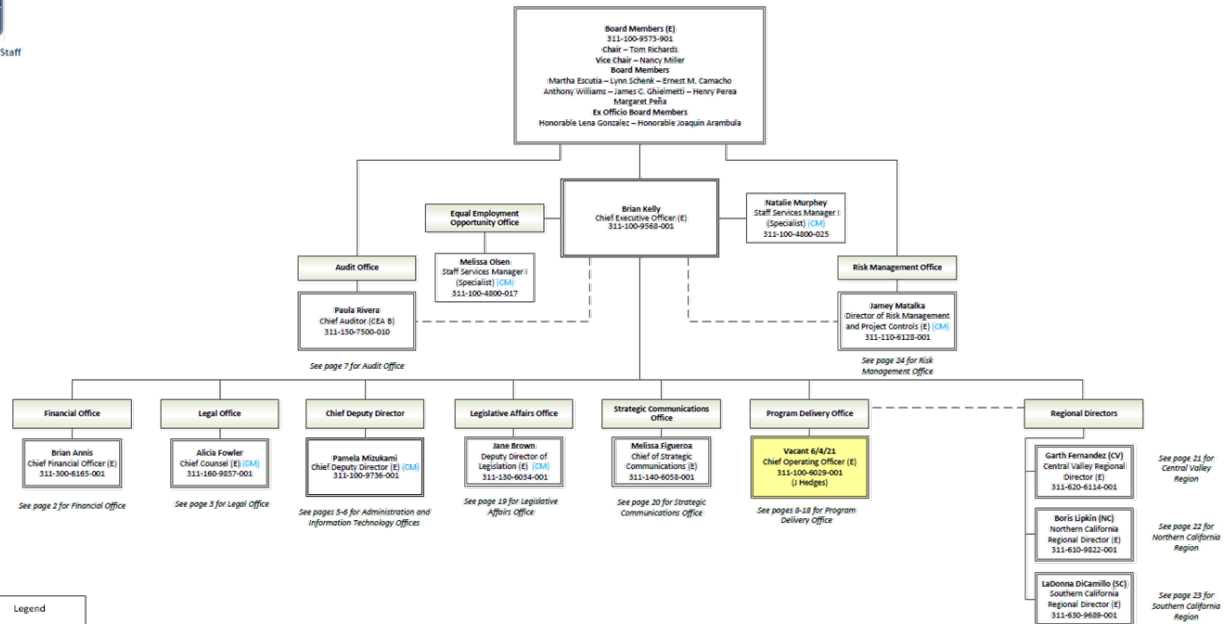 Staff
Board Members (E)
311-100-9573-901
Chair – Tom Richards
Vice Chair – Nancy Miller
Board Members
Martha Escutia – Lynn Schenk – Ernest M. Camacho
Anthony Williams – James C. Ghielmetti – Henry Perea
Margaret Peña
Ex Officio Board Members
Honorable Lena Gonzalez – Honorable Joaquin Arambula
Equal Employment
Opportunity Office
Brian Kelly
Chief Executive Officer (E)
311-100-9568-001
Natalie Murphey
Staff Services Manager I
(Specialist) (CM)
311-100-4800-025
Melissa Olsen
Staff Services Manager I
(Specialist) (CM)
311-100-4800-017
Audit Office
Paula Rivera
Chief Auditor (CEA B)
311-150-7500-010
See page 7 for Audit Office
Risk Management Office
Jamey Matalka
Director of Risk Management
and Project Controls (E) (CM)
311-110-6128-001
See page 24 for Risk
Management Office
Financial Office
Brian Annis
Chief Financial Officer (E)
311-300-6165-001
See page 2 for Financial Office
Legal Office
Alicia Fowler
Chief Counsel (E) (CM)
311-160-9857-001
See page 3 for Legal Office
Chief Deputy Director
Pamela Mizukami
Chief Deputy Director (E) (CM)
311-100-9736-001
See pages 5-6 for Administration and
Information Technology Offices
Legislative Affairs Office
Jane Brown
Deputy Director of
Legislation (E) (CM)
311-130-6034-001
See page 19 for Legislative
Affairs Office
Strategic Communications
Office
Melissa Figueroa
Chief of Strategic
Communications (E)
311-140-6058-001
See page 20 for Strategic
Communications Office
Program Delivery Office
Vacant 6/4/21
Chief Operating Officer (E)
311-100-6029-001
(J Hedges)
See pages 8-18 for Program
Delivery Office
Regional Directors
Garth Fernandez (CV)
Central Valley Regional
Director (E)
311-620-6114-001
See page 21 for
Central Valley
Region
Boris Lipkin (NC)
Northern California
Regional Director (E)
311-610-9822-001
See page 22 for
Northern California
Region
LaDonna DiCamillo (SC)
Southern California
Regional Director (E)
311-630-9689-001
See page 23 for
Southern California
Region
Legend